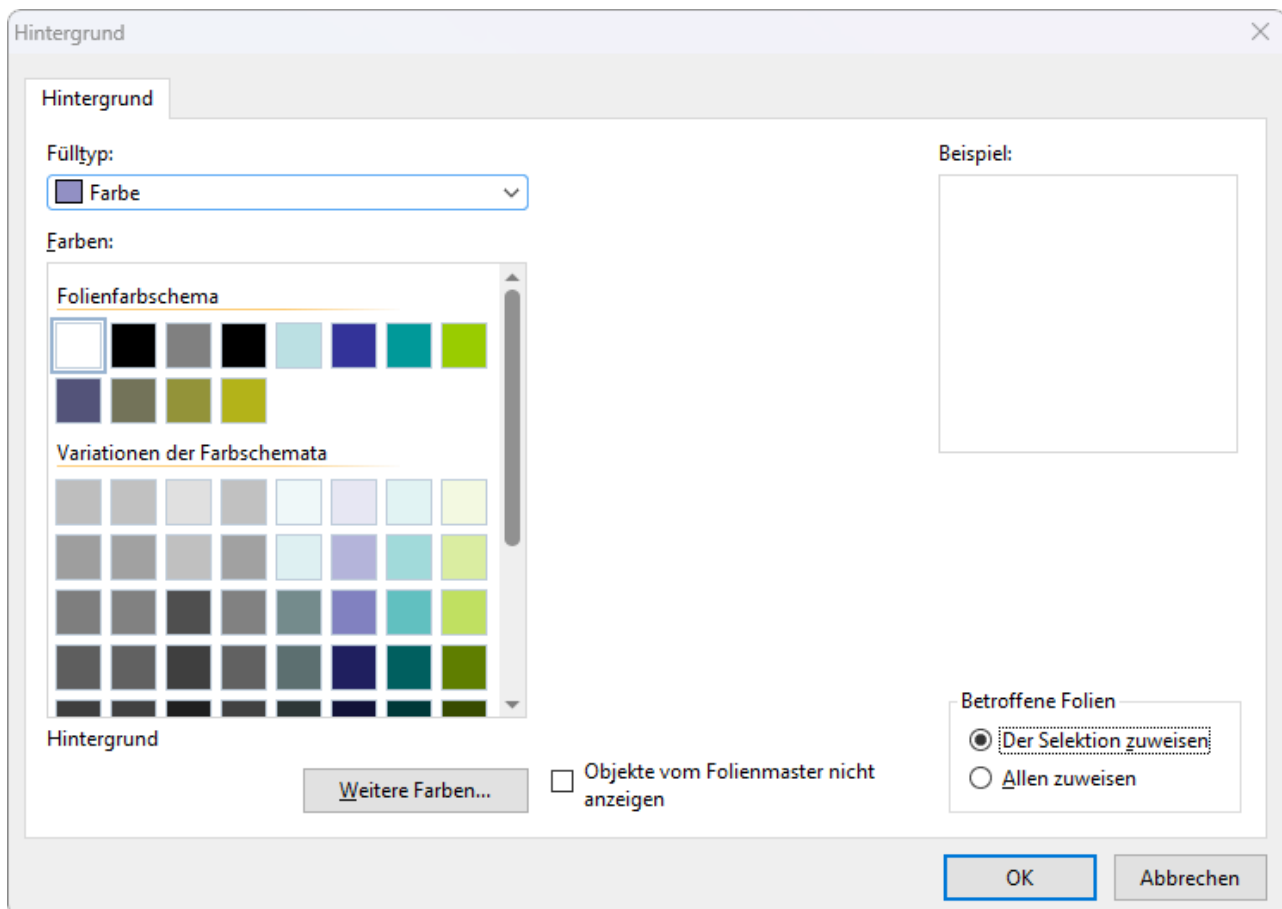 Hintergrund
Hintergrund
Fülltyp:
Beispiel:
Farbe
Farben:
Folienfarbschema
Variationen der Farbschemata
Hintergrund
Weitere Farben...
Objekte vom Folienmaster nicht
anzeigen
Betroffene Folien
Der Selektion zuweisen
Allen zuweisen
OK
Abbrechen